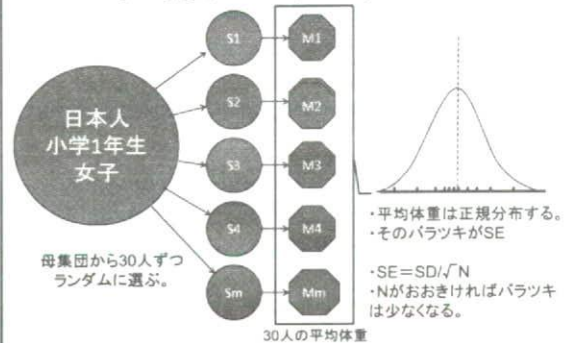 日本人
小学1年生
女子
S1
M1
S2
M2
S3
M3
S4
M4
Sm
Mm
母集団から30人ずつ
ランダムに選ぶ。
30人の平均体重
・平均体重は正規分布する。
・そのバラツキがSE
・SE=SD/√N
・Nがおおきければバラツキ
は少なくなる。